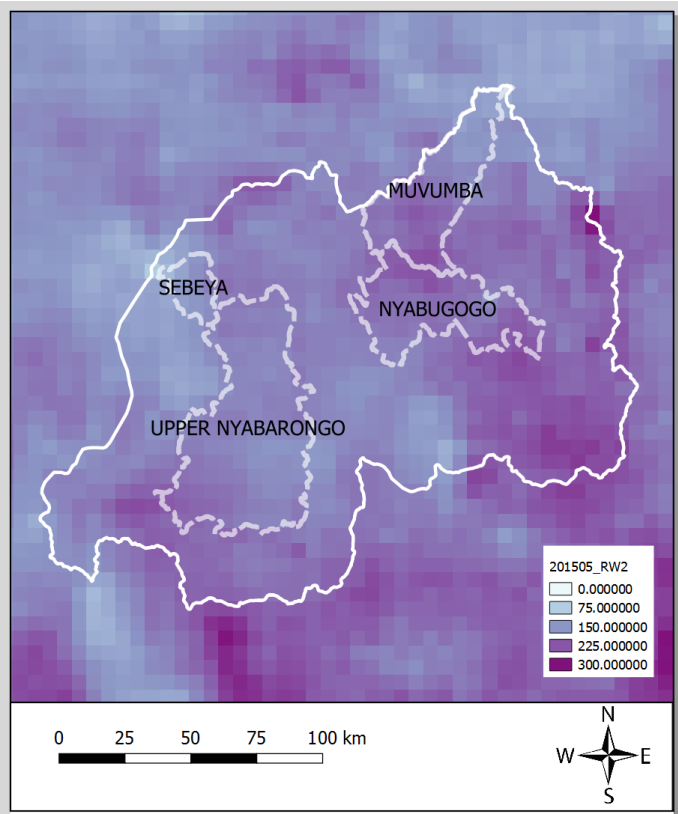 MUVUMBA
SEBEYA
NYABUGOGO
UPPER NYABARONGO
201505_RW2
0.000000
75.000000
150.000000
225.000000
300.000000
0 25 50 75 100 km
N
W E
S